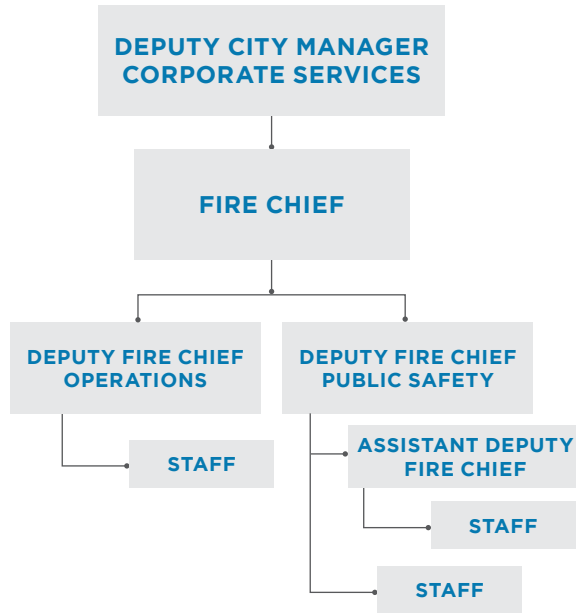 DEPUTY CITY MANAGER
CORPORATE SERVICES
FIRE CHIEF
DEPUTY FIRE CHIEF
OPERATIONS
STAFF
DEPUTY FIRE CHIEF
PUBLIC SAFETY
ASSISTANT DEPUTY
FIRE CHIEF
STAFF
STAFF